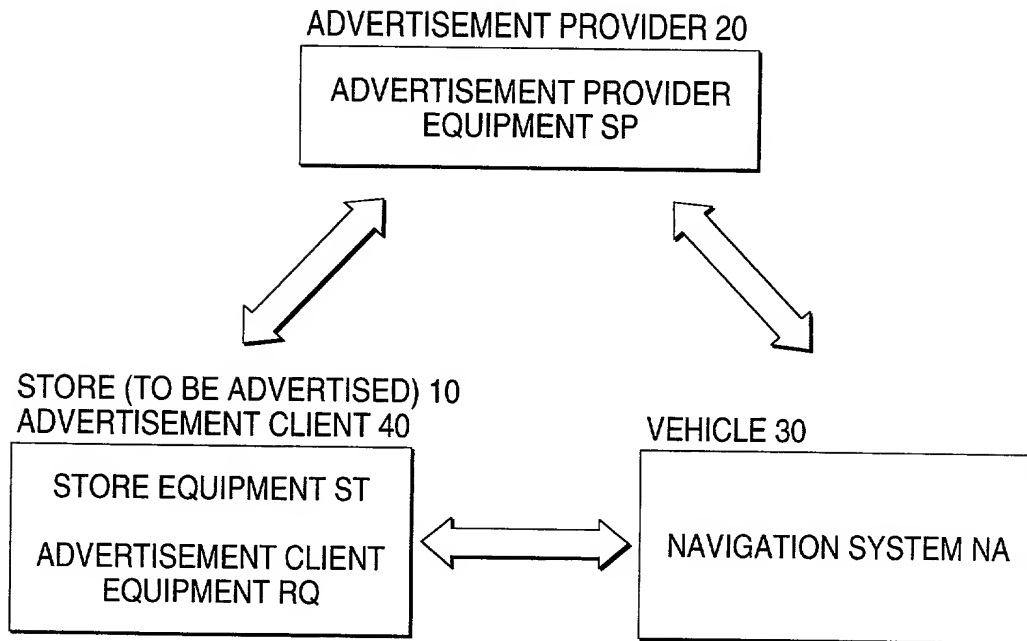 ADVERTISEMENT PROVIDER 20
ADVERTISEMENT PROVIDER
EQUIPMENT SP
STORE (TO BE ADVERTISED) 10
ADVERTISEMENT CLIENT 40
STORE EQUIPMENT ST
ADVERTISEMENT CLIENT
EQUIPMENT RQ
VEHICLE 30
NAVIGATION SYSTEM NA